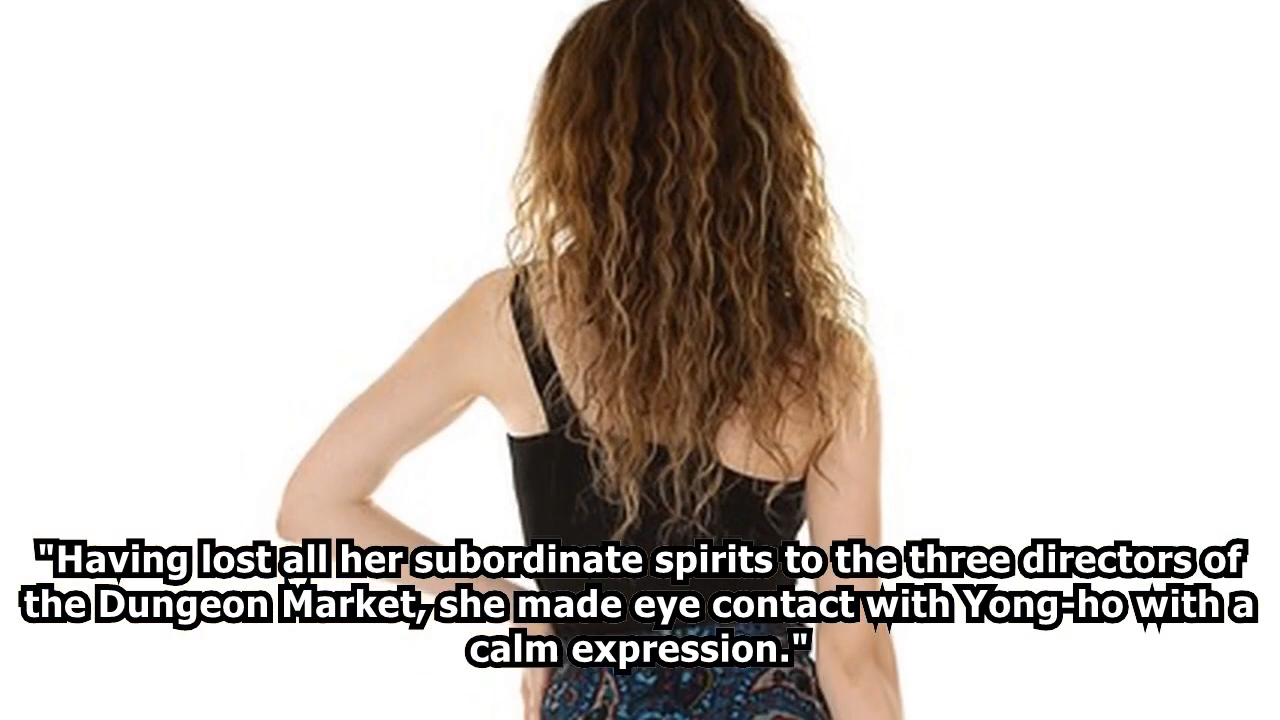 "Having lost all her subordinate spirits to the three directors of
the Dungeon Market, she made eye contact with Yong-ho with a
calm expression."